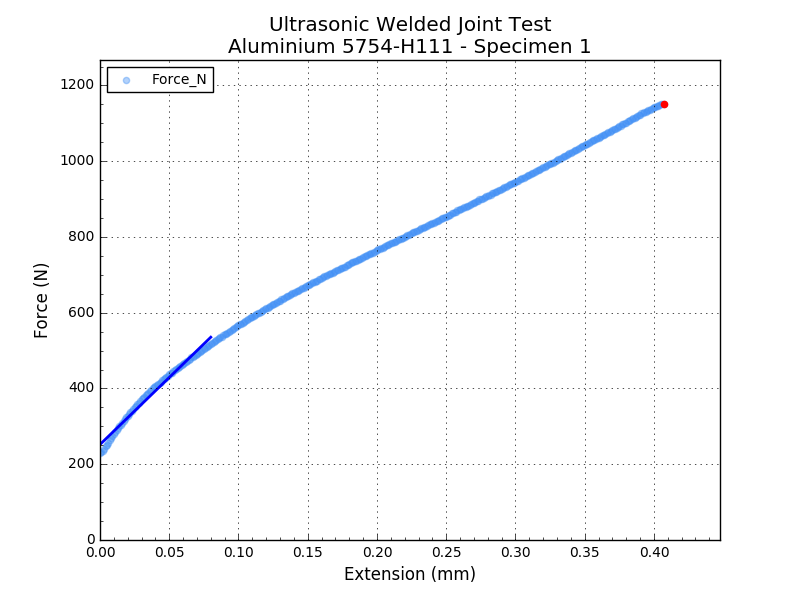 Ultrasonic Welded Joint Test
Aluminium 5754-H111 - Specimen 1
Force_N
1200
1000
800
600
400
200
0
Force (N)
0.00 0.05 0.10 0.15 0.20 0.25 0.30 0.35 0.40
Extension (mm)